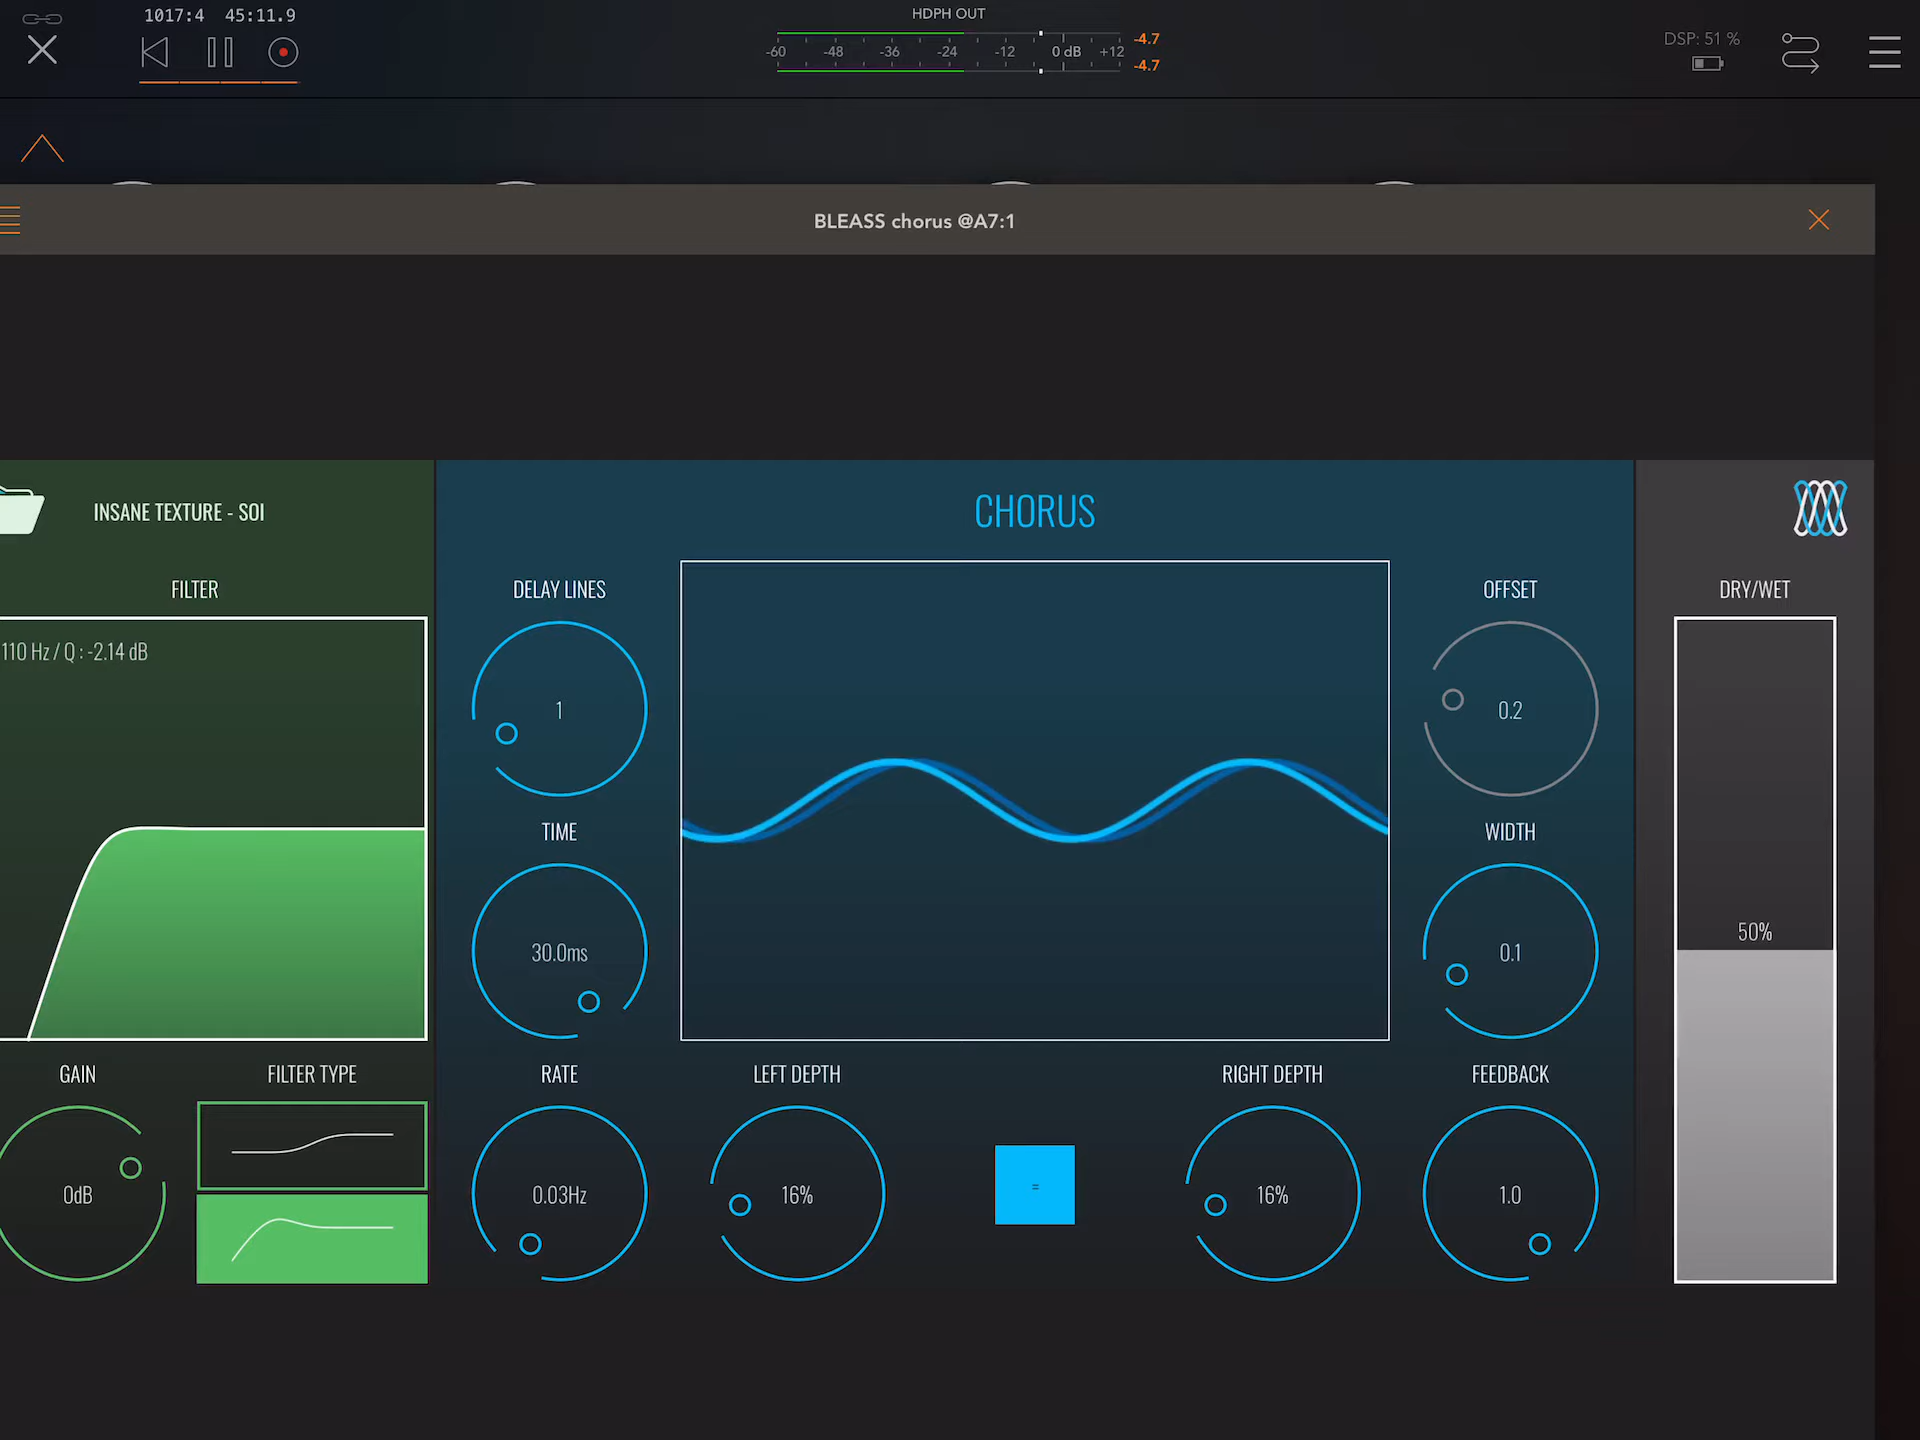 1017:4 45:11.9
HDPH OUT
-60 -48 -36 -24 -12 0 dB +12
-4.7
-4.7
DSP: 51 %
BLEASS chorus @A7:1
INSANE TEXTURE - SOI
CHORUS
FILTER
DELAY LINES
OFFSET
DRY/WET
110 Hz / Q : -2.14 dB
1
0.2
TIME
WIDTH
50%
30.0ms
0.1
GAIN
FILTER TYPE
RATE
LEFT DEPTH
RIGHT DEPTH
FEEDBACK
0dB
0.03Hz
16%
=
16%
1.0